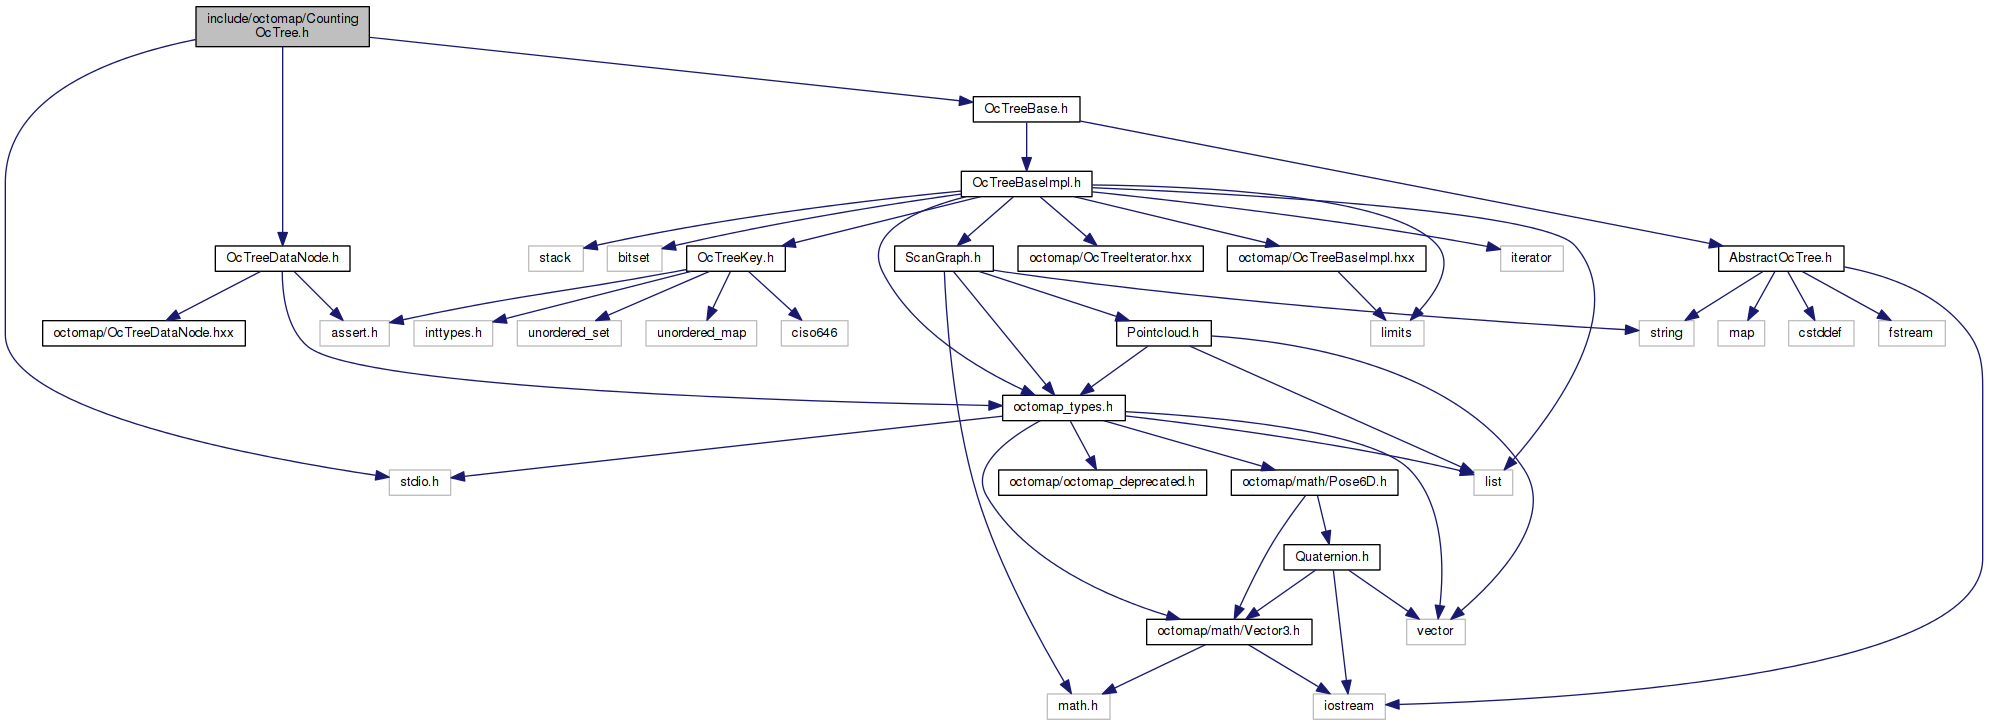 include/octomap/Counting
OcTree.h
OcTreeBase.h
OcTreeBaseImpl.h
OcTreeDataNode.h
stack
bitset
OcTreeKey.h
ScanGraph.h
octomap/OcTreeIterator.hxx
octomap/OcTreeBaseImpl.hxx
iterator
AbstractOcTree.h
octomap/OcTreeDataNode.hxx
assert.h
inttypes.h
unordered_set
unordered_map
ciso646
Pointcloud.h
limits
string
map
cstddef
fstream
octomap_types.h
stdio.h
octomap/octomap_deprecated.h
octomap/math/Pose6D.h
list
Quaternion.h
octomap/math/Vector3.h
vector
math.h
iostream